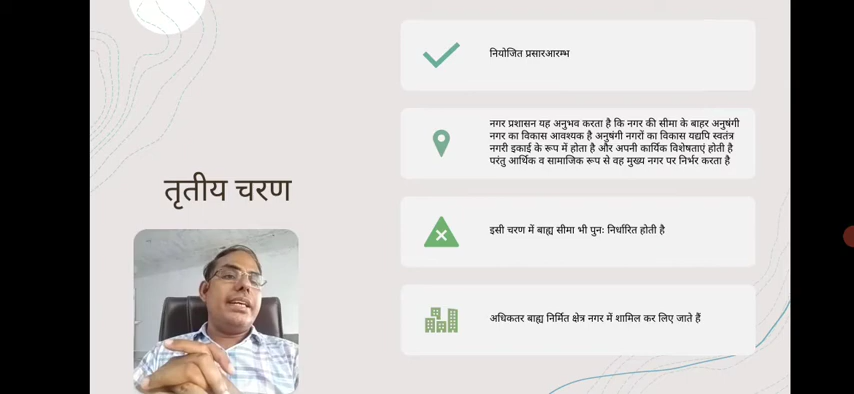 तृतीय चरण
नियोजित प्रसारआरम्भ
नगर प्रशासन यह अनुभव करता है कि नगर की सीमा के बाहर अनुषंगी
नगर का विकास आवश्यक है अनुषंगी नगरों का विकास यद्यपि स्वतंत्र
नगरी इकाई के रूप में होता है और अपनी कार्यिक विशेषताएं होती है
परंतु आर्थिक व सामाजिक रूप से वह मुख्य नगर पर निर्भर करता है
इसी चरण में बाह्य सीमा भी पुनः निर्धारित होती है
अधिकतर बाह्य निर्मित क्षेत्र नगर में शामिल कर लिए जाते हैं